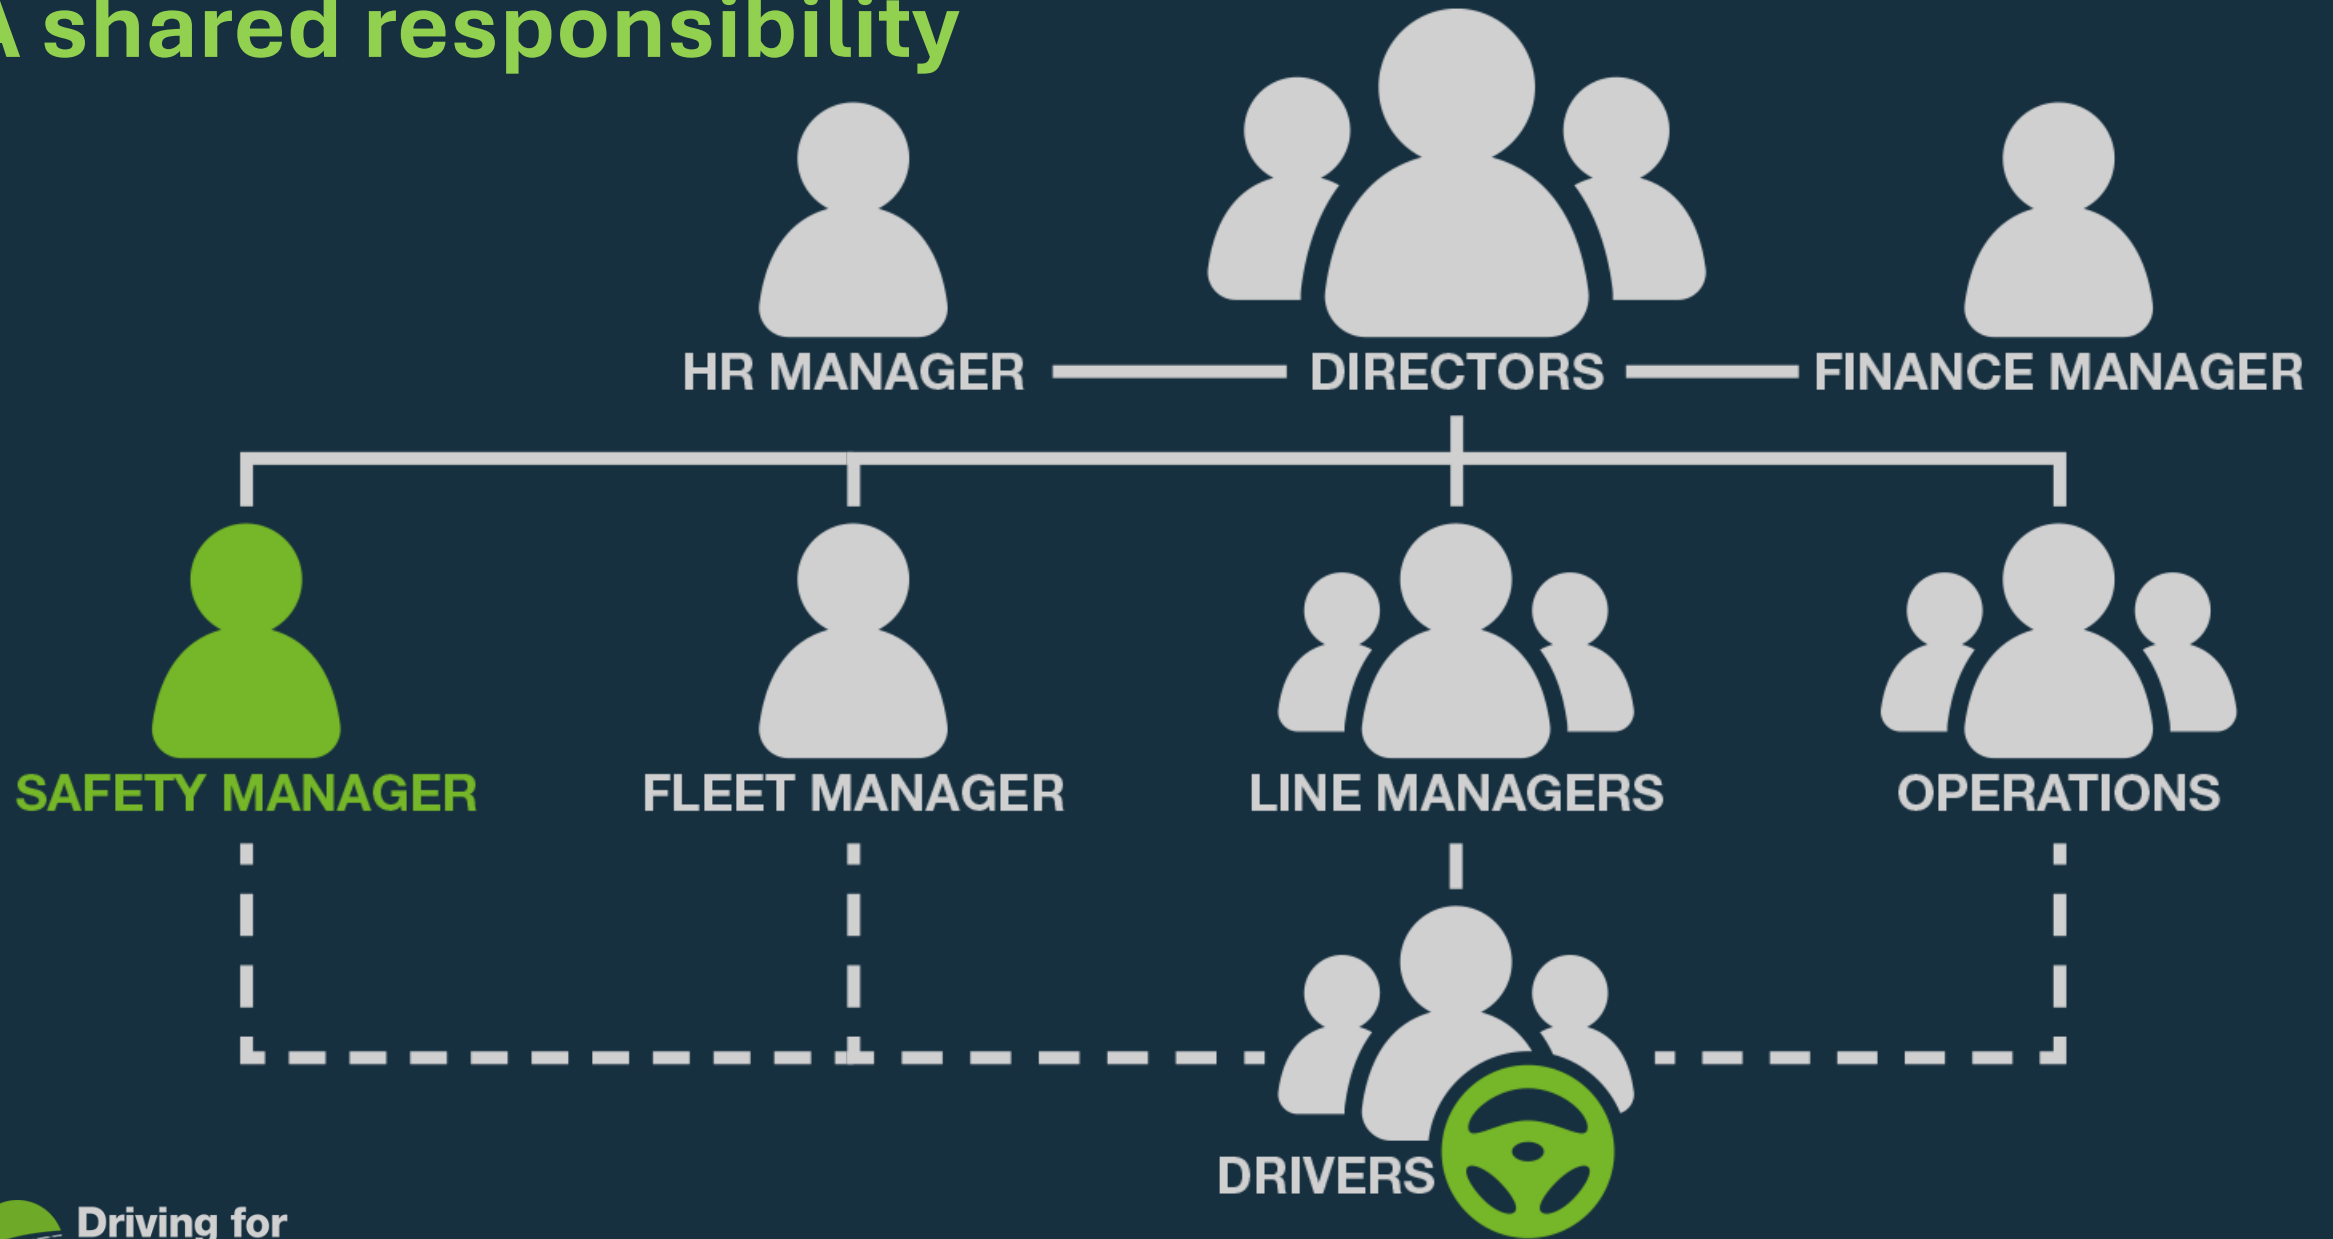 A shared responsibility
HR MANAGER
DIRECTORS
FINANCE MANAGER
SAFETY MANAGER
FLEET MANAGER
LINE MANAGERS
OPERATIONS
DRIVERS
Driving for